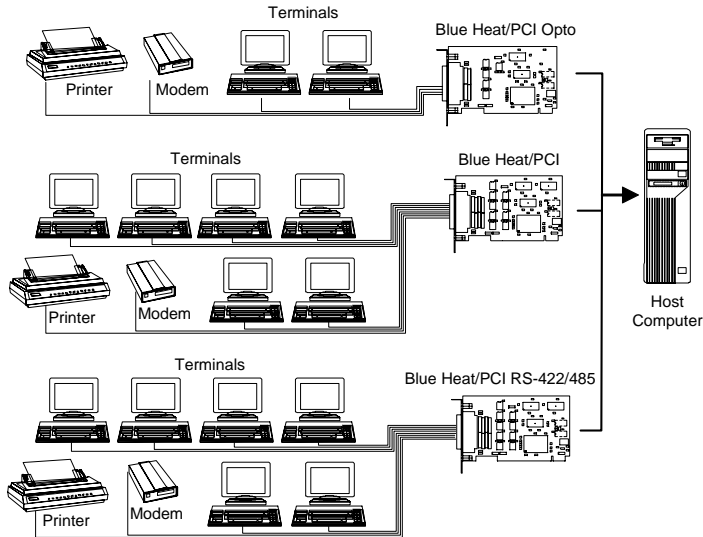 Terminals
Blue Heat/PCI Opto
Printer
Modem
Terminals
Blue Heat/PCI
Printer
Modem
Host
Computer
Terminals
Blue Heat/PCI RS-422/485
Printer
Modem